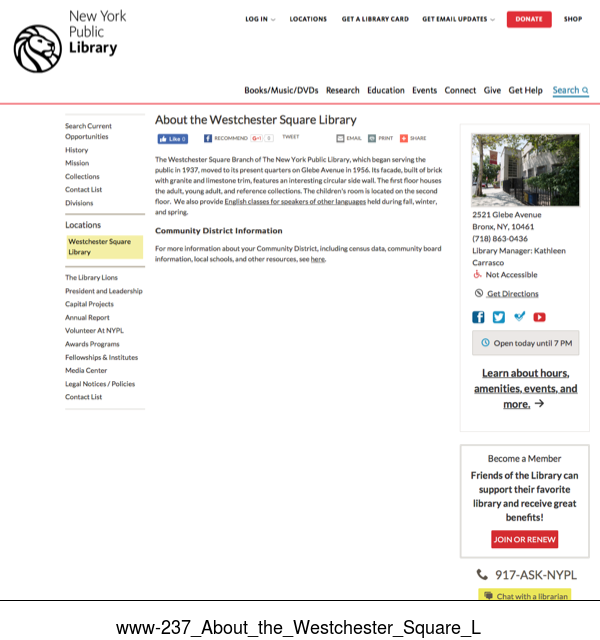 New York
Public
Library
LOG IN
LOCATIONS
GET A LIBRARY CARD
GET EMAIL UPDATES
DONATE
SHOP
Books/Music/DVDs
Research
Education
Events
Connect
Give
Get Help
Search
Search Current
Opportunities
History
Mission
Collections
Contact List
Divisions
Locations
Westchester Square
Library
The Library Lions
President and Leadership
Capital Projects
Annual Report
Volunteer At NYPL
Awards Programs
Fellowships & Institutes
Media Center
Legal Notices / Policies
Contact List
About the Westchester Square Library
Like 0
RECOMMEND
G+1 0
TWEET
EMAIL
PRINT
SHARE
The Westchester Square Branch of The New York Public Library, which began serving the
public in 1937, moved to its present quarters on Glebe Avenue in 1956. Its facade, built of brick
with granite and limestone trim, features an interesting circular side wall. The first floor houses
the adult, young adult, and reference collections. The children's room is located on the second
floor. We also provide English classes for speakers of other languages held during fall, winter,
and spring.
Community District Information
For more information about your Community District, including census data, community board
information, local schools, and other resources, see here.
2521 Glebe Avenue
Bronx, NY, 10461
(718) 863-0436
Library Manager: Kathleen
Carrasco
Not Accessible
Get Directions
Open today until 7 PM
Learn about hours,
amenities, events, and
more. →
Become a Member
Friends of the Library can
support their favorite
library and receive great
benefits!
JOIN OR RENEW
917-ASK-NYPL
Chat with a librarian
www-237_About_the_Westchester_Square_L